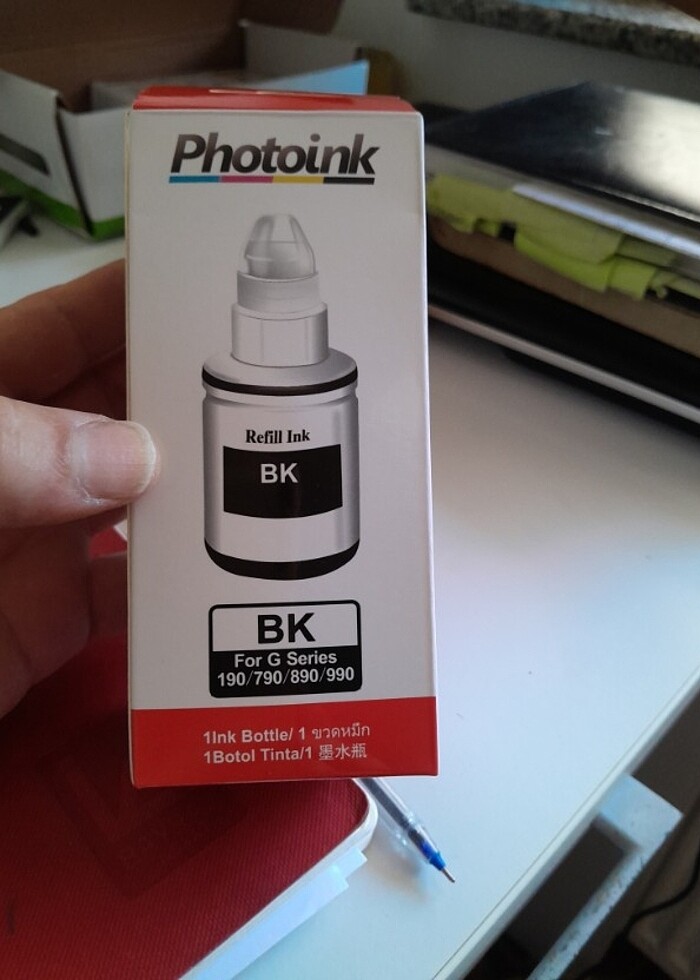 Photoink
Refill Ink
BK
BK
For G Series
190/790/890/990
1Ink Bottle/ 1 ขวดหมึก
1Botol Tinta/1 墨水瓶